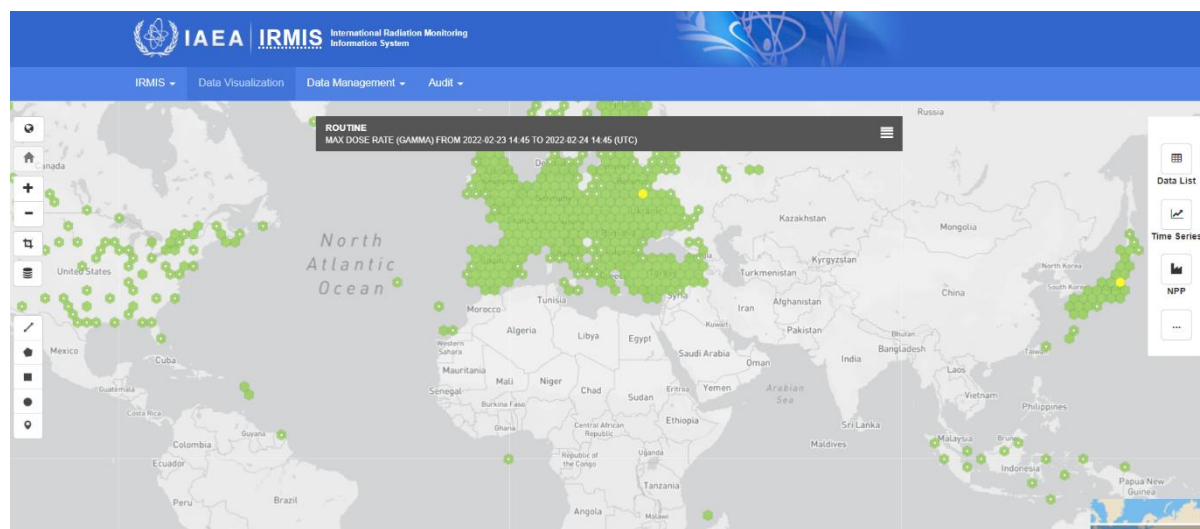 IAEA IRMIS International Radiation Monitoring
Information System
IRMIS Data Visualization Data Management Audit
ROUTINE
MAX DOSE RATE (GAMMA) FROM 2022-02-23 14:45 TO 2022-02-24 14:45 (UTC)
Russia
Data List
Kazakhstan
Mongolia
North
Atlantic
Ocean
Time Series
United States
Kyrgyzstan
Turkmenistan
North Korea
South Korea
China
NPP
Tunisia
Morocco
Syria
Iran
Afghanistan
Algeria
Libya
Egypt
Kuwait
Pakistan
Western
Sahara
Mexico
Cuba
Saudi Arabia
Oman
India
Bhutan
Bangladesh
Taiwan
Laos
Mauritania
Mali
Niger
Chad
Sudan
Eritrea
Yemen
Arabian
Sea
Vietnam
Guatemala
Senegal
Burkina Faso
Philippines
Costa Rica
Ghana
Central African
Republic
Ethiopia
Sri Lanka
Maldives
Guyana
Colombia
Malaysia
Brunei
Ecuador
Republic of
the Congo
Uganda
Indonesia
Papua New
Guinea
Tanzania
Peru
Brazil
Angola
Malawi